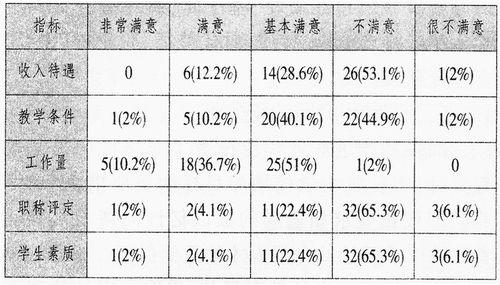 指标 非常满意 满意 基本满意 不满意 很不满意
收入待遇 0 6(12.2%) 14(28.6%) 26(53.1%) 1(2%)
教学条件 1(2%) 5(10.2%) 20(40.1%) 22(44.9%) 1(2%)
工作量 5(10.2%) 18(36.7%) 25(51%) 1(2%) 0
职称评定 1(2%) 2(4.1%) 11(22.4%) 32(65.3%) 3(6.1%)
学生素质 1(2%) 2(4.1%) 11(22.4%) 32(65.3%) 3(6.1%)